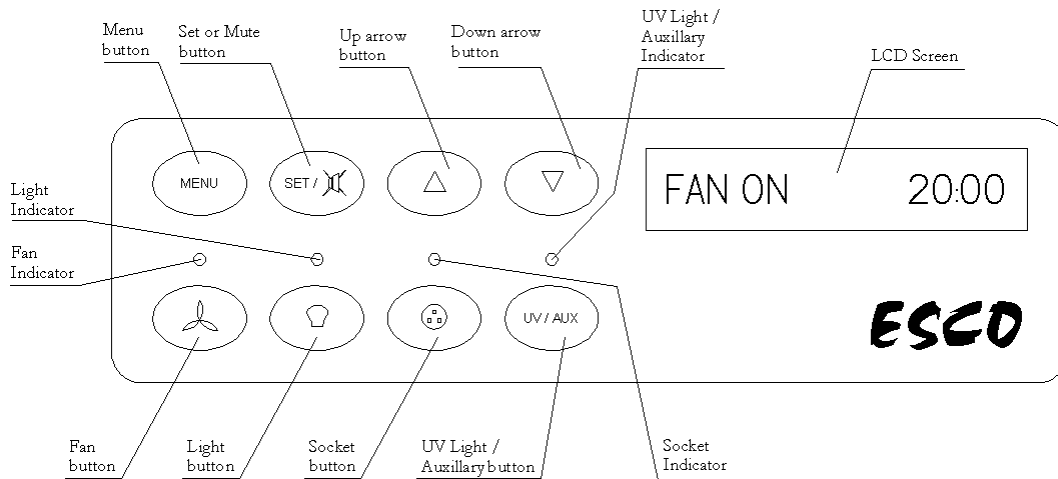 Menu
button
Set or Mute
button
Up arrow
button
Down arrow
button
UV Light /
Auxillary
Indicator
LCD Screen
MENU
SET /
FAN ON 20:00
Light
Indicator
Fan
Indicator
UV / AUX
ESCO
Fan
button
Light
button
Socket
button
UV Light /
Auxillary button
Socket
Indicator